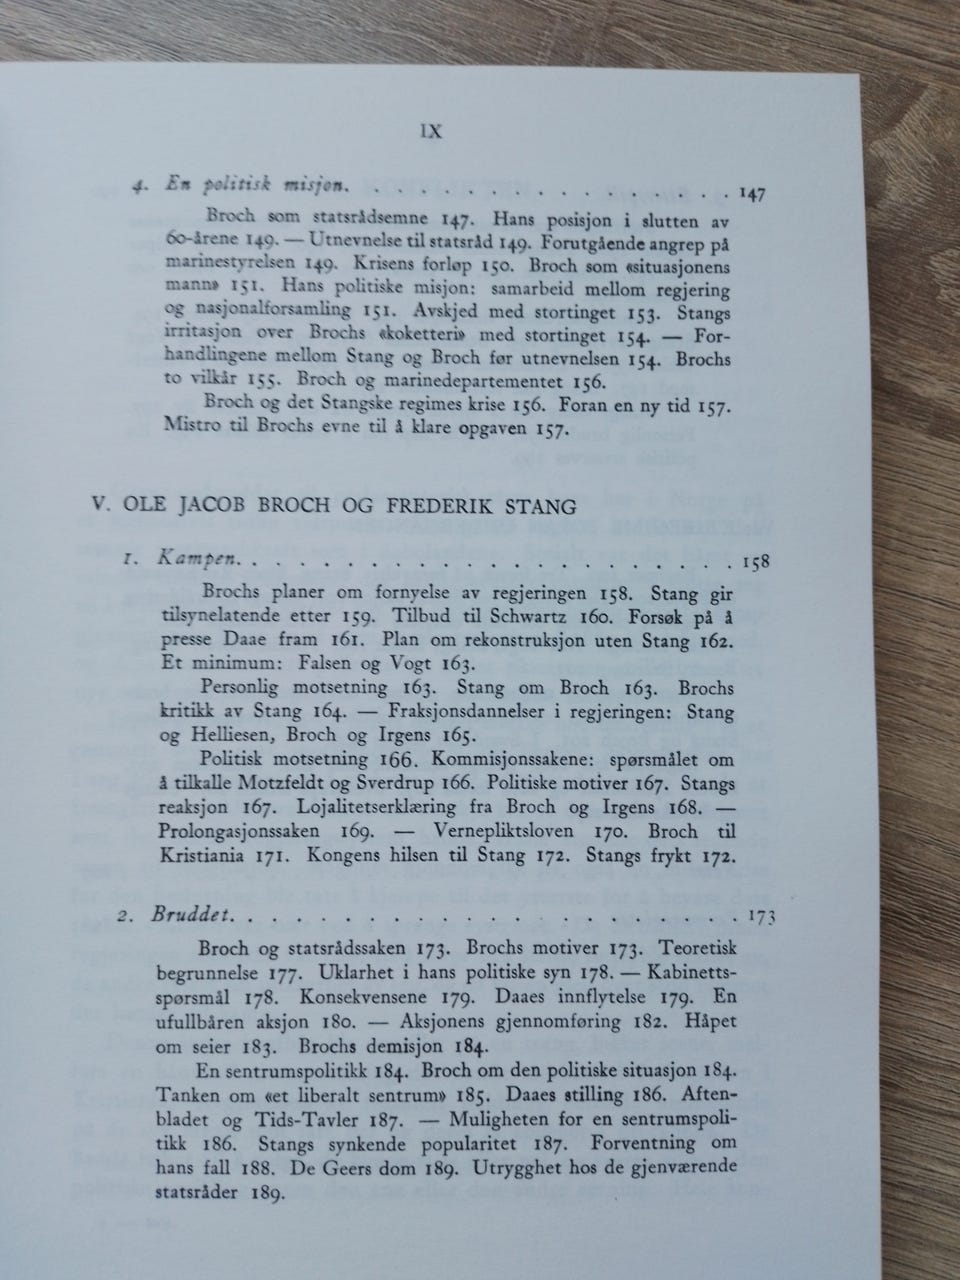 IX
4. En politisk misjon. . . . . . . . . . . . . . . . . . . 147
Broch som statsrådsemne 147. Hans posisjon i slutten av
60-årene 149. — Utnevnelse til statsråd 149. Forutgående angrep på
marinestyrelsen 149. Krisens forløp 150. Broch som «situasjonens
mann» 151. Hans politiske misjon: samarbeid mellom regjering
og nasjonalforsamling 151. Avskjed med stortinget 153. Stangs
irritasjon over Brochs «koketteri» med stortinget 154. — For-
handlingene mellom Stang og Broch før utnevnelsen 154. Brochs
to vilkår 155. Broch og marinedepartementet 156.
Broch og det Stangske regimes krise 156. Foran en ny tid 157.
Mistro til Brochs evne til å klare opgaven 157.
V. OLE JACOB BROCH OG FREDERIK STANG
1. Kampen. . . . . . . . . . . . . . . . . . . . . . . 158
Brochs planer om fornyelse av regjeringen 158. Stang gir
tilsynelatende etter 159. Tilbud til Schwartz 160. Forsøk på å
presse Daae fram 161. Plan om rekonstruksjon uten Stang 162.
Et minimum: Falsen og Vogt 163.
Personlig motsetning 163. Stang om Broch 163. Brochs
kritikk av Stang 164. — Fraksjonsdannelser i regjeringen: Stang
og Helliesen, Broch og Irgens 165.
Politisk motsetning 166. Kommisjonssakene: spørsmålet om
å tilkalle Motzfeldt og Sverdrup 166. Politiske motiver 167. Stangs
reaksjon 167. Lojalitetserklæring fra Broch og Irgens 168. —
Prolongasjonssaken 169. — Vernepliktsloven 170. Broch til
Kristiania 171. Kongens hilsen til Stang 172. Stangs frykt 172.
2. Bruddet. . . . . . . . . . . . . . . . . . . . . . . 173
Broch og statsrådssaken 173. Brochs motiver 173. Teoretisk
begrunnelse 177. Uklarhet i hans politiske syn 178. — Kabinetts-
spørsmål 178. Konsekvensene 179. Daaes innflytelse 179. En
ufullbåren aksjon 180. — Aksjonens gjennomføring 182. Håpet
om seier 183. Brochs demisjon 184.
En sentrumspolitikk 184. Broch om den politiske situasjon 184.
Tanken om «et liberalt sentrum» 185. Daaes stilling 186. Aften-
bladet og Tids-Tavler 187. — Muligheten for en sentrumspoli-
tikk 186. Stangs synkende popularitet 187. Forventning om
hans fall 188. De Geers dom 189. Utrygghet hos de gjenværende
statsråder 189.